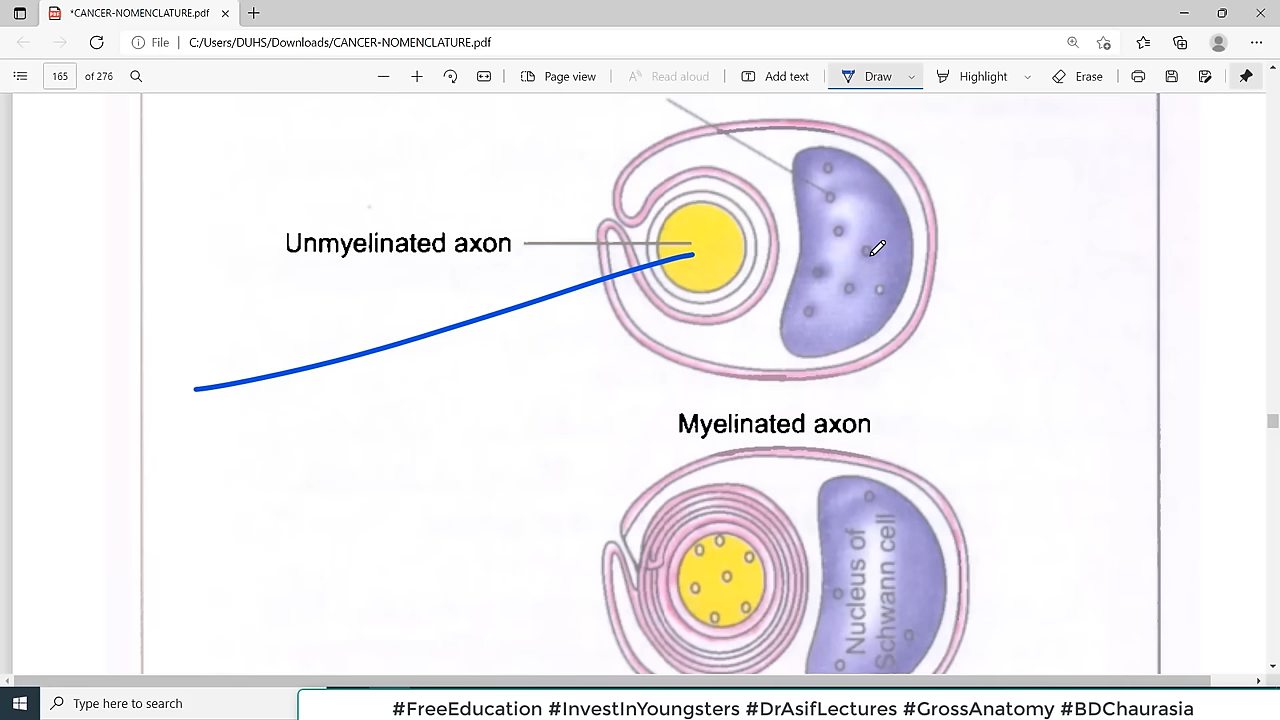 *CANCER-NOMENCLATURE.pdf
File
C:/Users/DUHS/Downloads/CANCER-NOMENCLATURE.pdf
165 of 276
Page view
Read aloud
Add text
Draw
Highlight
Erase
Unmyelinated axon
Myelinated axon
Nucleus of
Schwann cell
Type here to search
#FreeEducation #InvestInYoungsters #DrAsifLectures #GrossAnatomy #BDChaurasia